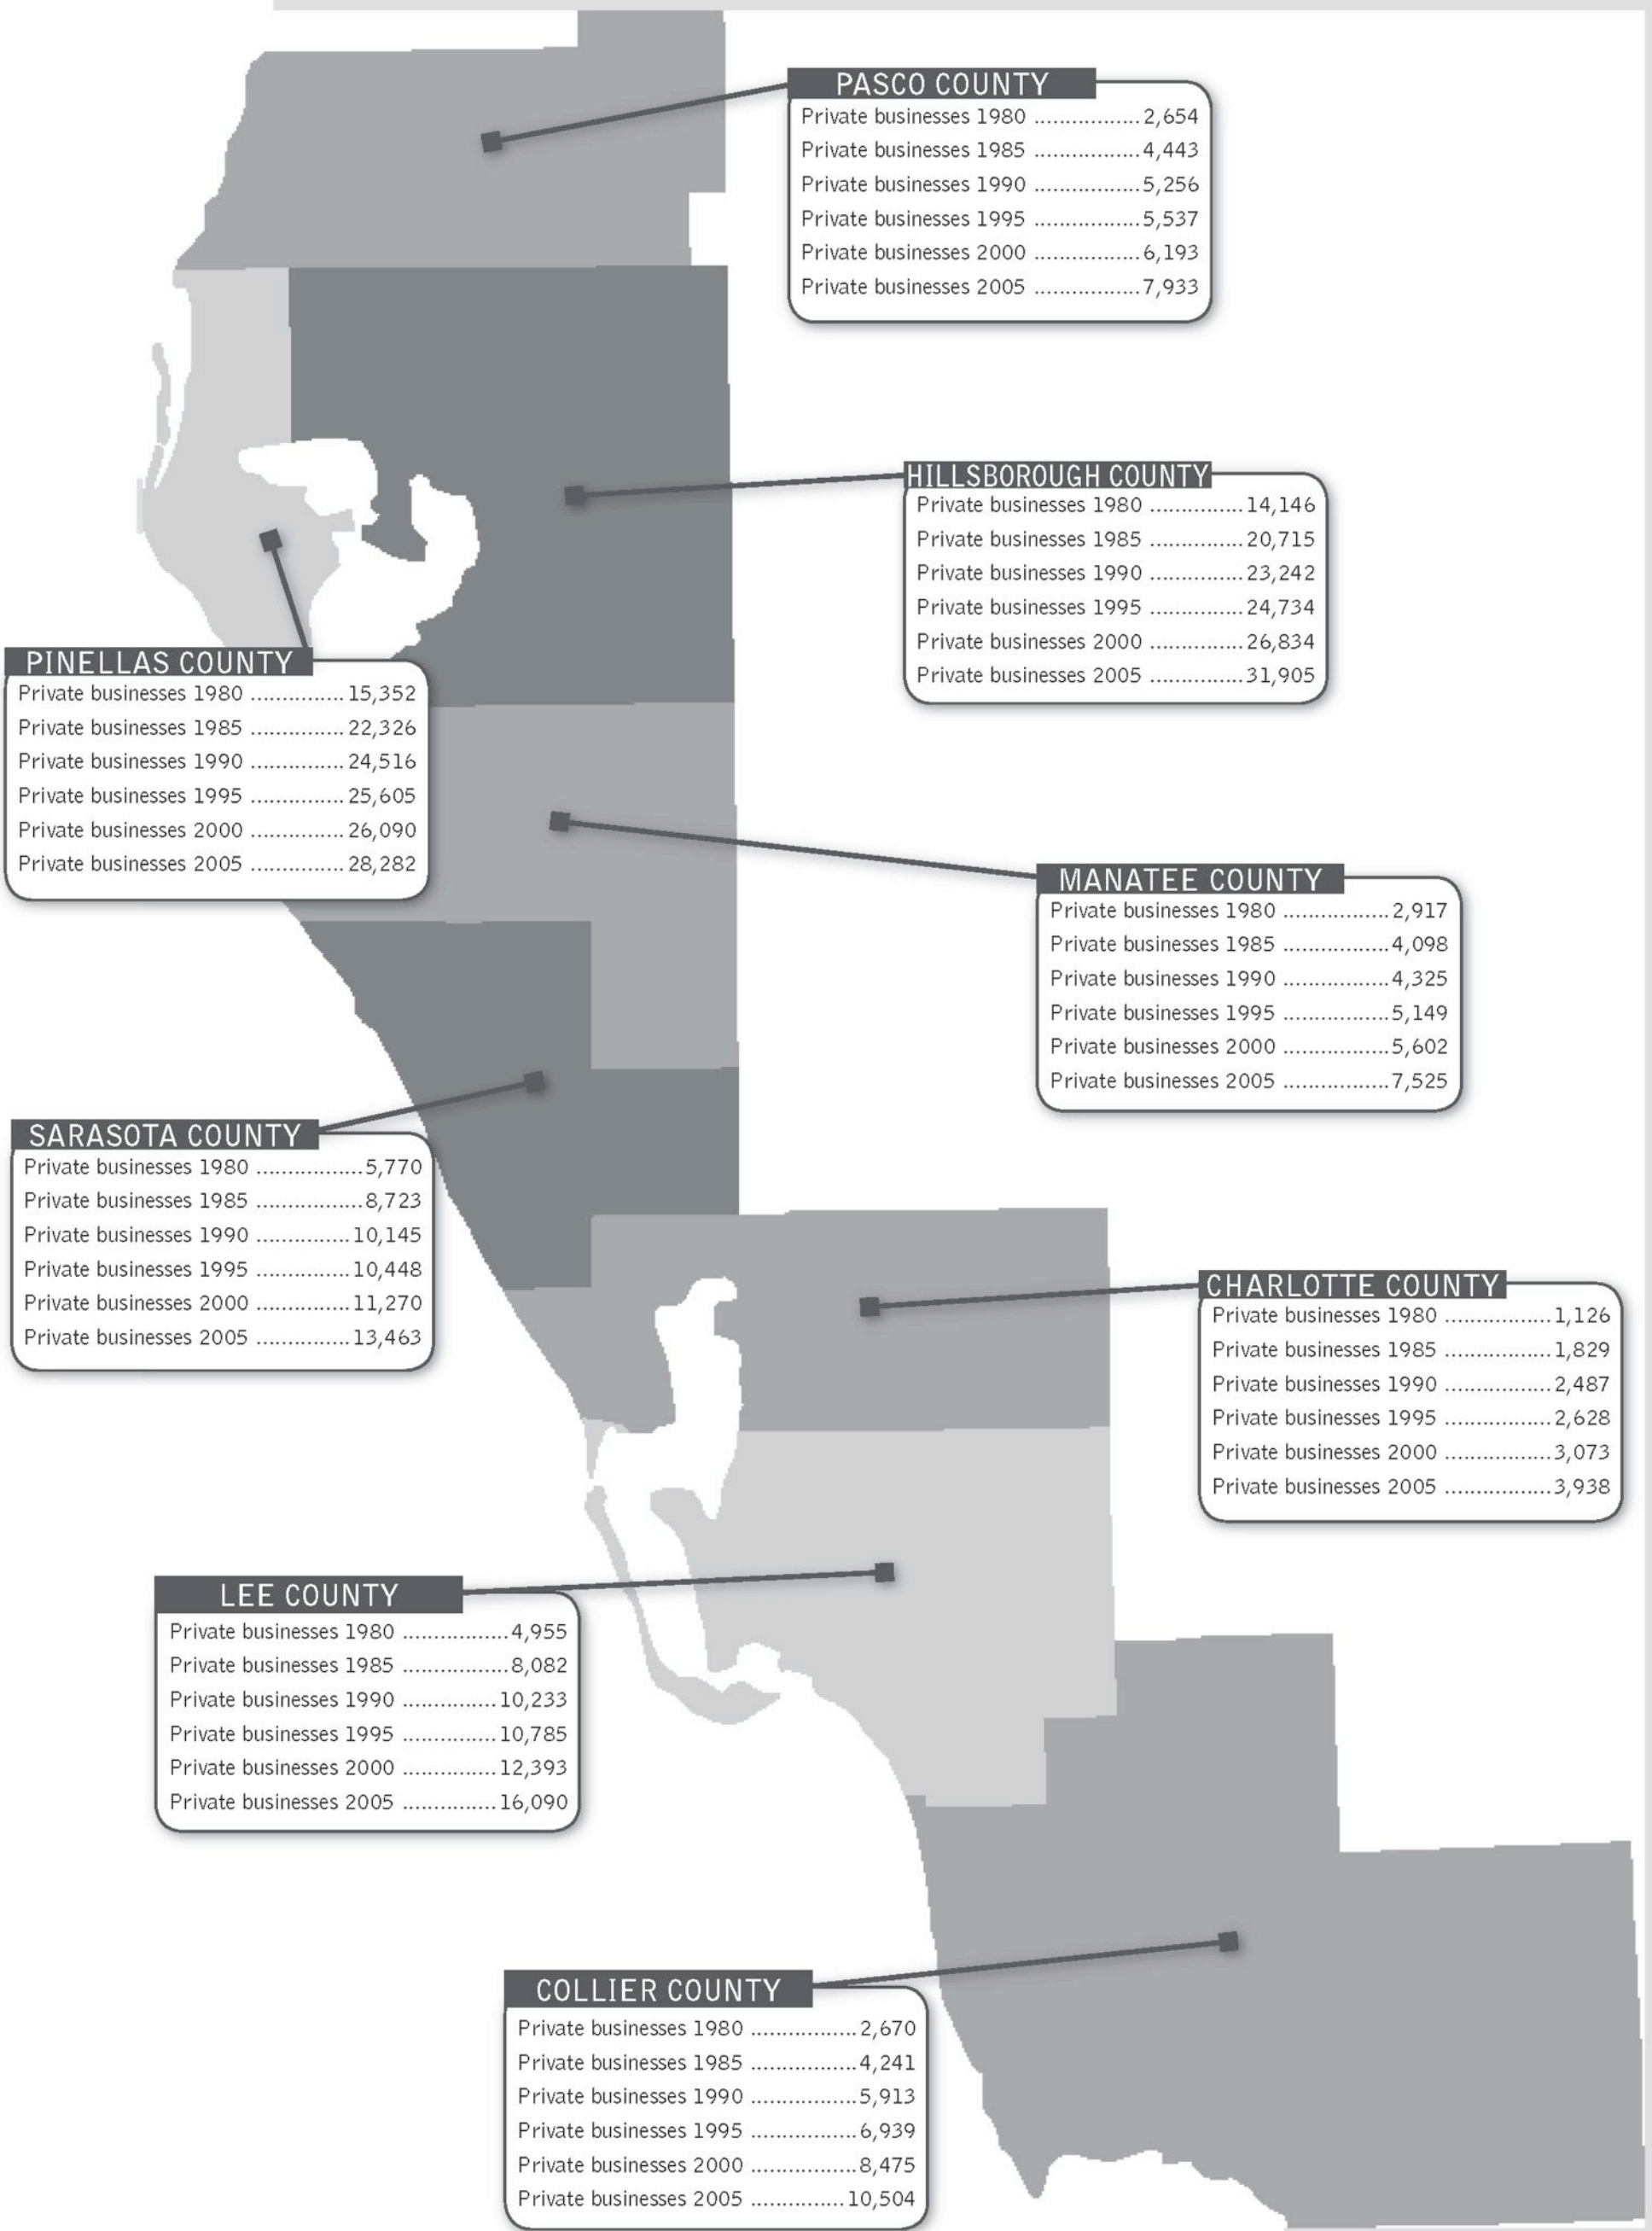 PASCO COUNTY
Private businesses 1980 .................2,654
Private businesses 1985 .................4,443
Private businesses 1990 .................5,256
Private businesses 1995 .................5,537
Private businesses 2000 .................6,193
Private businesses 2005 .................7,933
HILLSBOROUGH COUNTY
Private businesses 1980 ...............14,146
Private businesses 1985 ...............20,715
Private businesses 1990 ...............23,242
Private businesses 1995 ...............24,734
Private businesses 2000 ...............26,834
Private businesses 2005 ...............31,905
PINELLAS COUNTY
Private businesses 1980 ...............15,352
Private businesses 1985 ...............22,326
Private businesses 1990 ...............24,516
Private businesses 1995 ...............25,605
Private businesses 2000 ...............26,090
Private businesses 2005 ...............28,282
MANATEE COUNTY
Private businesses 1980 .................2,917
Private businesses 1985 .................4,098
Private businesses 1990 .................4,325
Private businesses 1995 .................5,149
Private businesses 2000 .................5,602
Private businesses 2005 .................7,525
SARASOTA COUNTY
Private businesses 1980 .................5,770
Private businesses 1985 .................8,723
Private businesses 1990 ...............10,145
Private businesses 1995 ...............10,448
Private businesses 2000 ...............11,270
Private businesses 2005 ...............13,463
CHARLOTTE COUNTY
Private businesses 1980 .................1,126
Private businesses 1985 .................1,829
Private businesses 1990 .................2,487
Private businesses 1995 .................2,628
Private businesses 2000 .................3,073
Private businesses 2005 .................3,938
LEE COUNTY
Private businesses 1980 .................4,955
Private businesses 1985 .................8,082
Private businesses 1990 ...............10,233
Private businesses 1995 ...............10,785
Private businesses 2000 ...............12,393
Private businesses 2005 ...............16,090
COLLIER COUNTY
Private businesses 1980 .................2,670
Private businesses 1985 .................4,241
Private businesses 1990 .................5,913
Private businesses 1995 .................6,939
Private businesses 2000 .................8,475
Private businesses 2005 ...............10,504